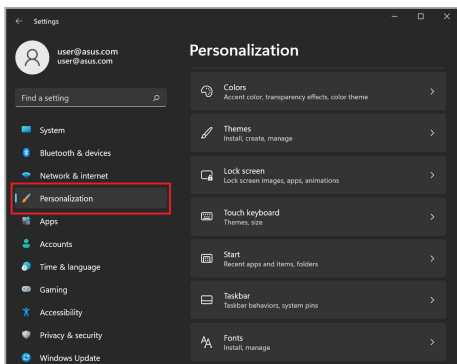 Settings
user@asus.com
user@asus.com
Find a setting
System
Bluetooth & devices
Network & internet
Personalization
Apps
Accounts
Time & language
Gaming
Accessibility
Privacy & security
Windows Update
Personalization
Colors
Accent color, transparency effects, color theme
Themes
Install, create, manage
Lock screen
Lock screen images, apps, animations
Touch keyboard
Themes, size
Start
Recent apps and items, folders
Taskbar
Taskbar behaviors, system pins
Fonts
Install, manage